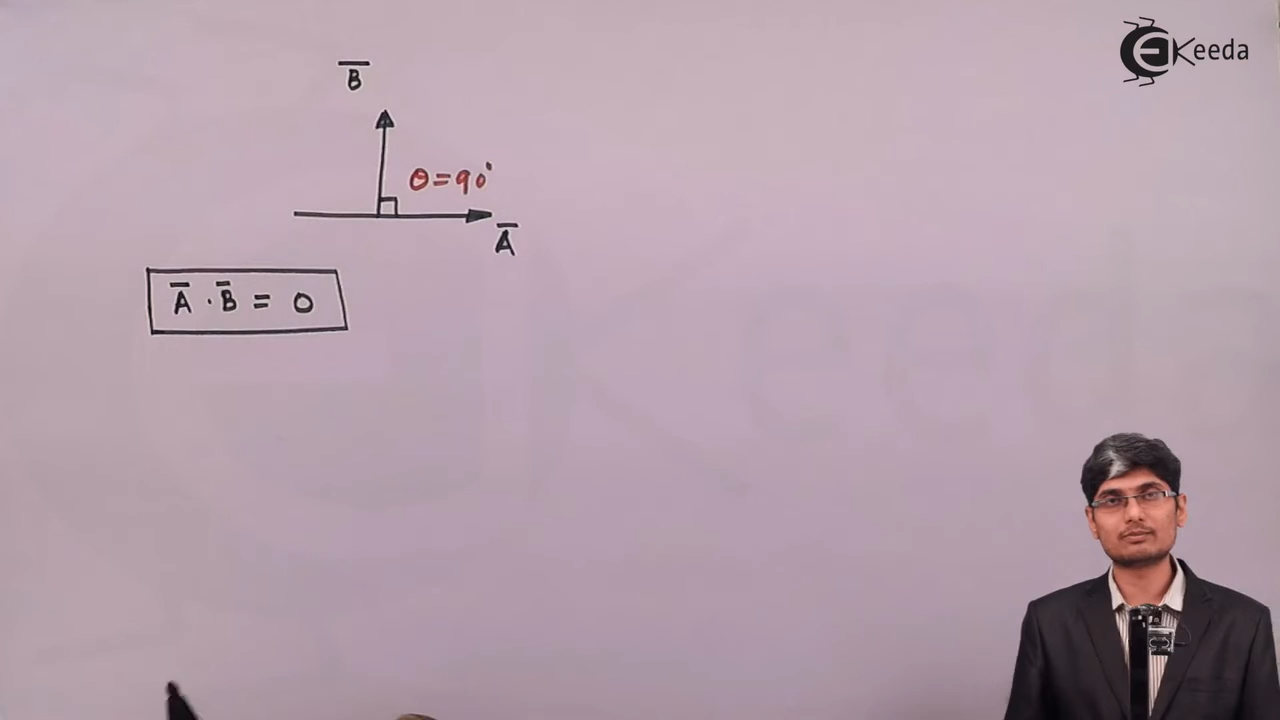 EKeeda
B̅
θ=90°
A̅
A̅ · B̅ = 0